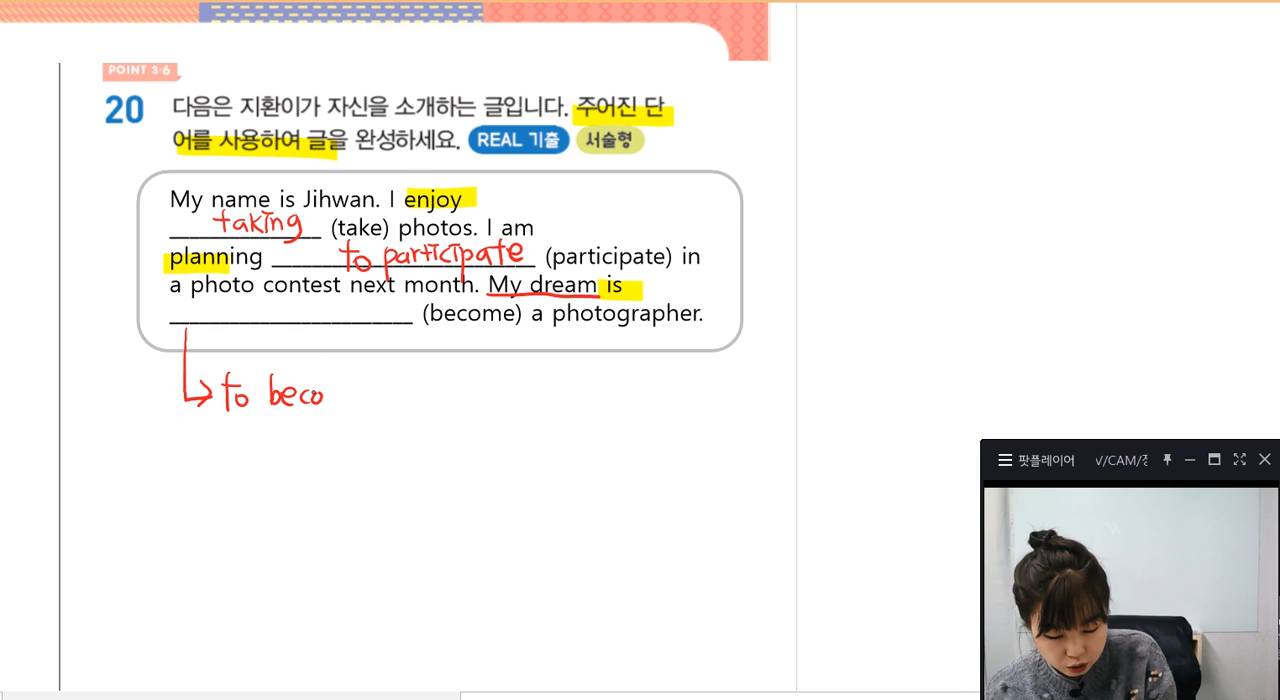 POINT 3·6
20 다음은 지환이가 자신을 소개하는 글입니다. 주어진 단
어를 사용하여 글을 완성하세요. REAL 기출 서술형
My name is Jihwan. I enjoy
taking (take) photos. I am
planning to participate (participate) in
a photo contest next month. My dream is
(become) a photographer.
to beco
팟플레이어 V/CAM/